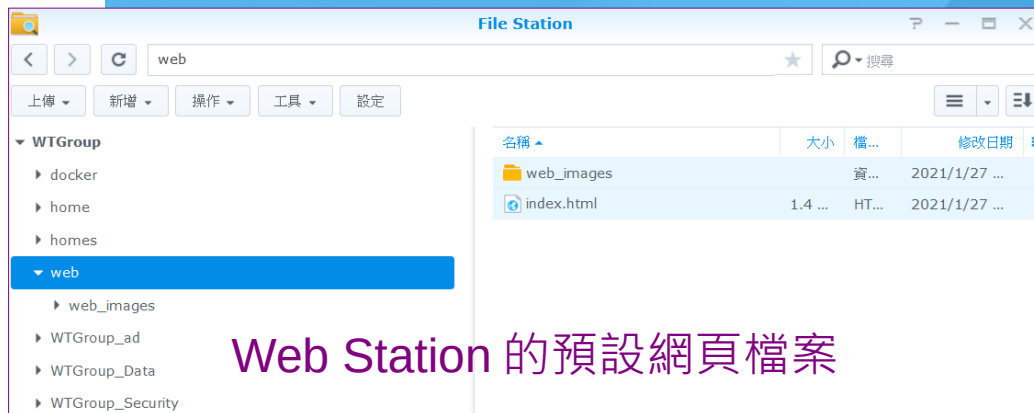 File Station
web
搜尋
上傳 新增 操作 工具 設定
WTGroup
docker
home
homes
web
web_images
WTGroup_ad
WTGroup_Data
WTGroup_Security
名稱 大小 檔... 修改日期
web_images 資... 2021/1/27 ...
index.html 1.4 ... HT... 2021/1/27 ...
Web Station 的預設網頁檔案